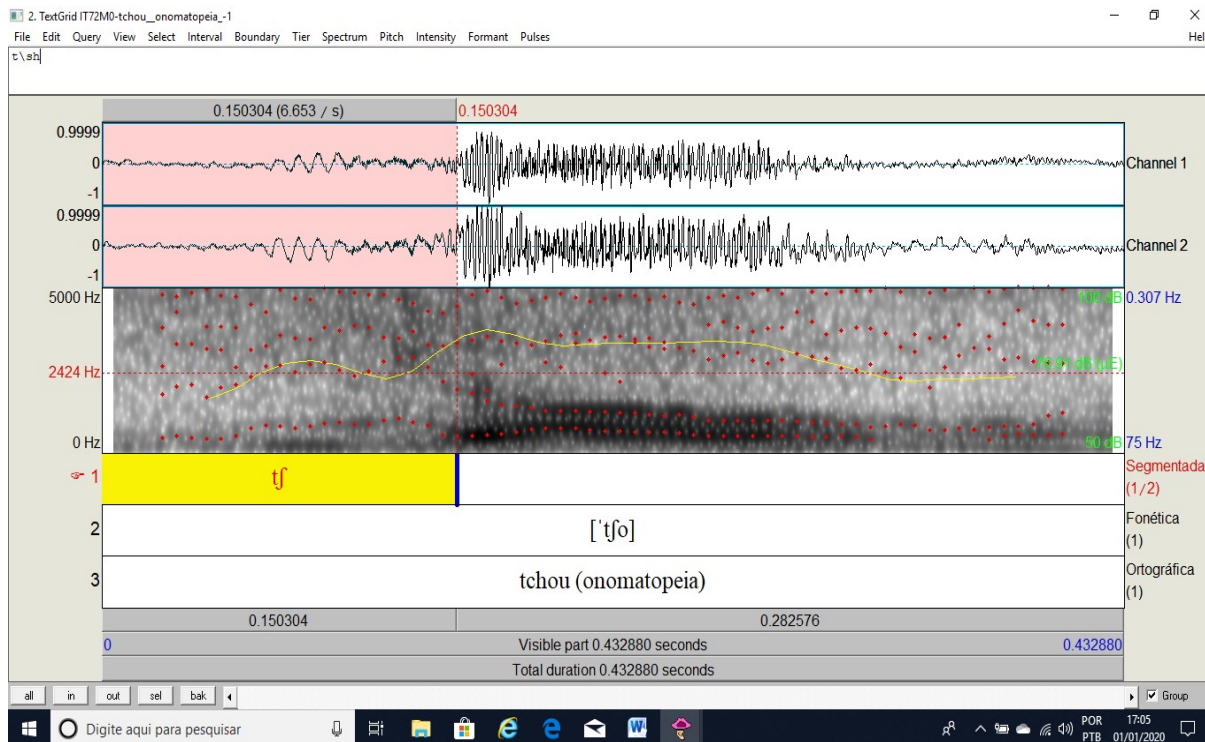 2. TextGrid IT72M0-tchou__onomatopeia_-1
File Edit Query View Select Interval Boundary Tier Spectrum Pitch Intensity Formant Pulses Hel
t\sh
0.150304 (6.653 / s) 0.150304
0.9999
0
-1
Channel 1
0.9999
0
-1
Channel 2
5000 Hz 100 dB 0.307 Hz
2424 Hz 70.91 dB (µE)
0 Hz 50 dB 75 Hz
1 tʃ Segmentada
(1/2)
2 [ˈtʃo] Fonética
(1)
3 tchou (onomatopeia) Ortográfica
(1)
0.150304 0.282576
0 Visible part 0.432880 seconds 0.432880
Total duration 0.432880 seconds
all in out sel bak Group
Digite aqui para pesquisar POR 17:05
PTB 01/01/2020